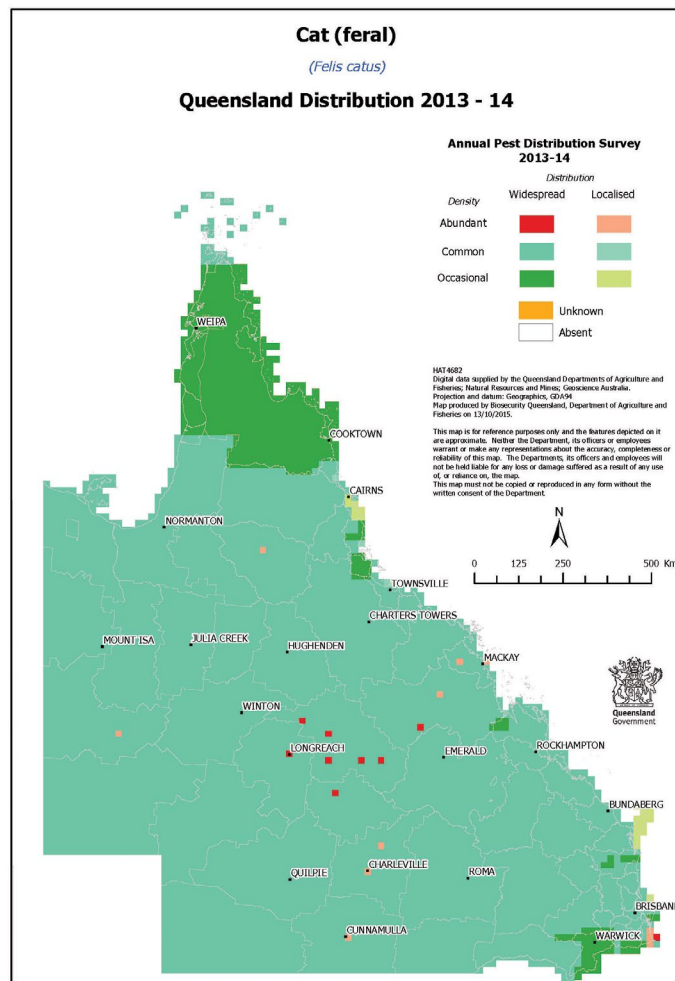 Cat (feral)
(Felis catus)
Queensland Distribution 2013 - 14
Annual Pest Distribution Survey
2013-14
Distribution
Density
Widespread
Localised
Abundant
Common
Occasional
Unknown
Absent
HAT4682
Digital data supplied by the Queensland Departments of Agriculture and
Fisheries; Natural Resources and Mines; Geoscience Australia.
Projection and datum: Geographics, GDA94
Map produced by Biosecurity Queensland, Department of Agriculture and
Fisheries on 13/10/2015.
This map is for reference purposes only and the features depicted on it
are approximate. Neither the Department, its officers or employees
warrant or make any representations about the accuracy, completeness or
reliability of this map. The Departments, its officers and employees will
not be held liable for any loss or damage suffered as a result of any use
of, or reliance on, the map.
This map must not be copied or reproduced in any form without the
written consent of the Department.
N
0 125 250 500 Km
WEIPA
COOKTOWN
CAIRNS
NORMANTON
TOWNSVILLE
CHARTERS TOWERS
MOUNT ISA
JULIA CREEK
HUGHENDEN
MACKAY
Queensland
Government
WINTON
LONGREACH
EMERALD
ROCKHAMPTON
BUNDABERG
QUILPIE
CHARLEVILLE
ROMA
BRISBANE
CUNNAMULLA
WARWICK